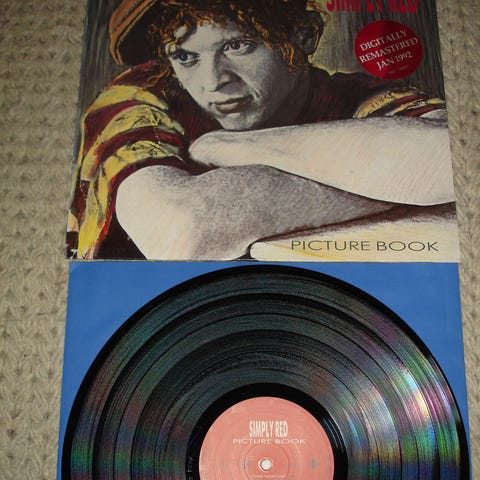 SIMPLY RED
DIGITALLY
REMASTERED
JAN 1992
PICTURE BOOK
SIMPLY RED
PICTURE BOOK